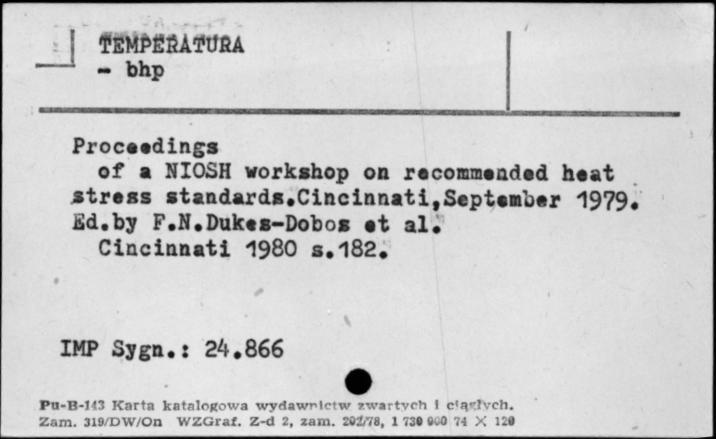 TEMPERATURA
- bhp
Proceedings
of a NIOSH workshop on recommended heat
stress standards.Cincinnati,September 1979.
Ed.by F.N.Dukes-Dobos et al.
Cincinnati 1980 s.182.
IMP Sygn.: 24.866
Pu-B-143 Karta katalogowa wydawnictw zwartych i ciągłych.
Zam. 319/DW/On WZGraf. Z-d 2, zam. 202/78, 1 730 000 74 X 120